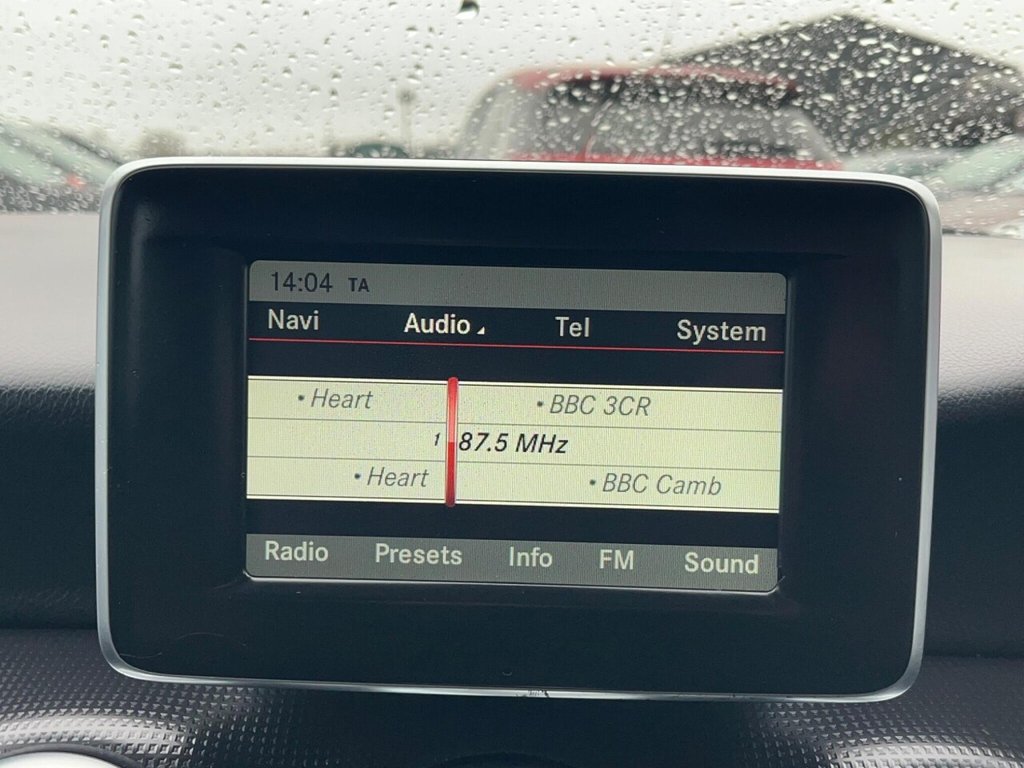 14:04 TA
Navi Audio Tel System
• Heart • BBC 3CR
1 87.5 MHz
• Heart • BBC Camb
Radio Presets Info FM Sound